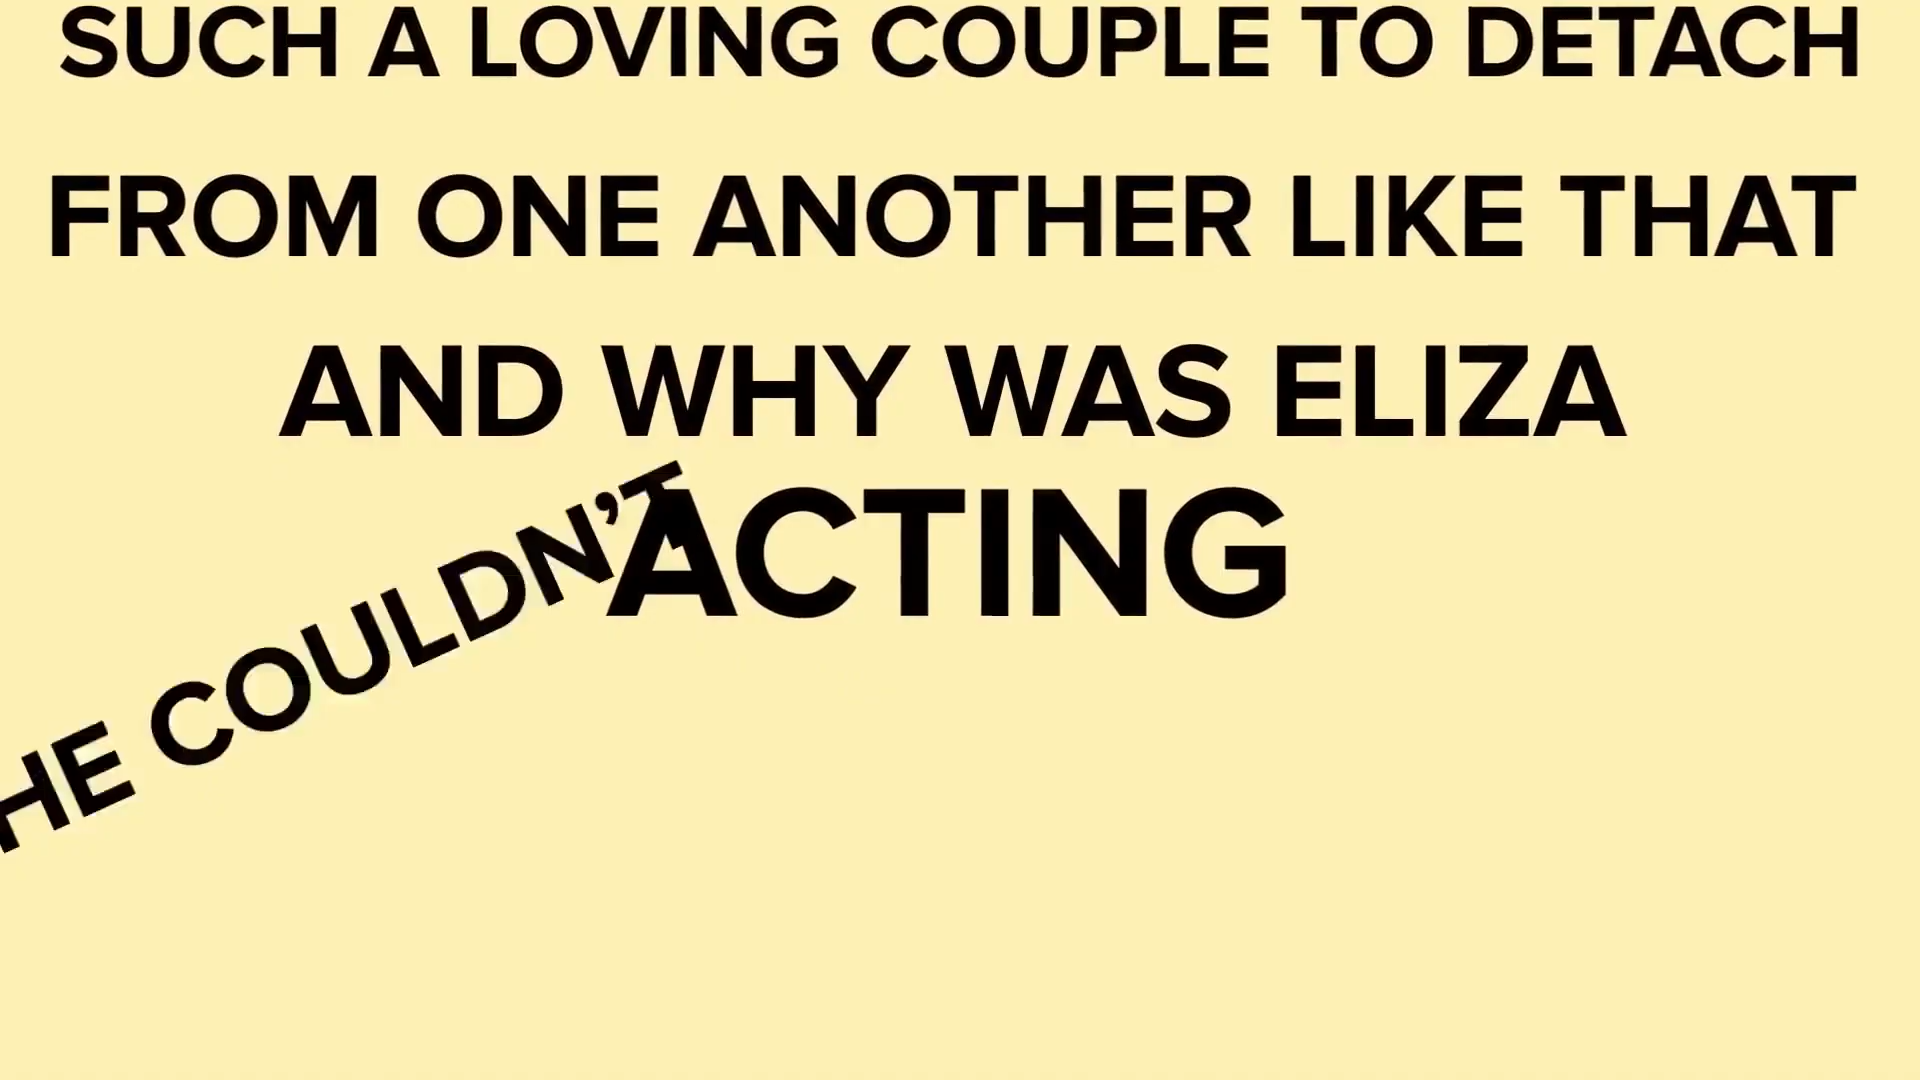 SUCH A LOVING COUPLE TO DETACH
FROM ONE ANOTHER LIKE THAT
AND WHY WAS ELIZA
ACTING
HE COULDN'T